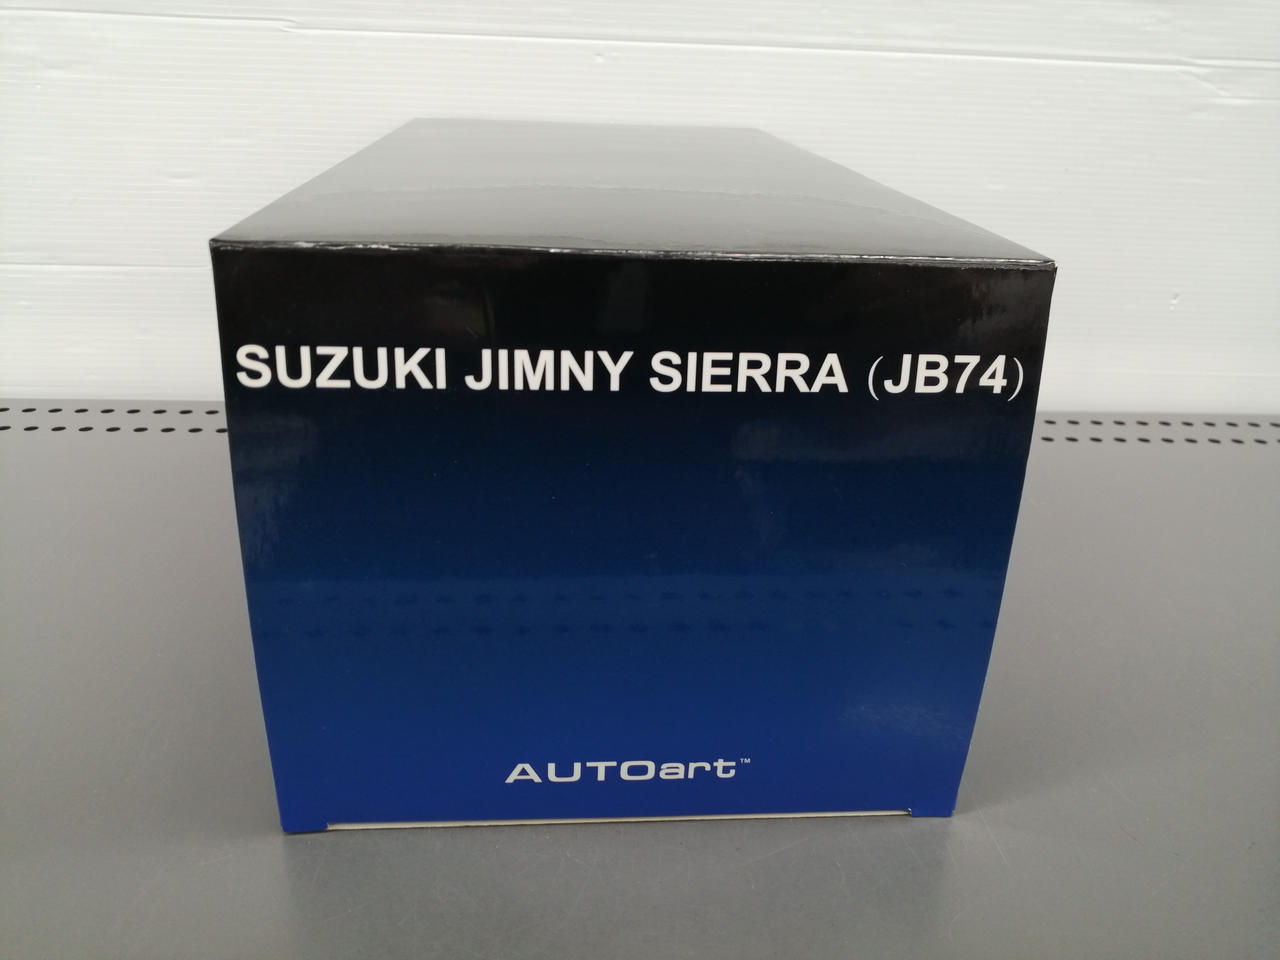 SUZUKI JIMNY SIERRA (JB74)
AUTOart™